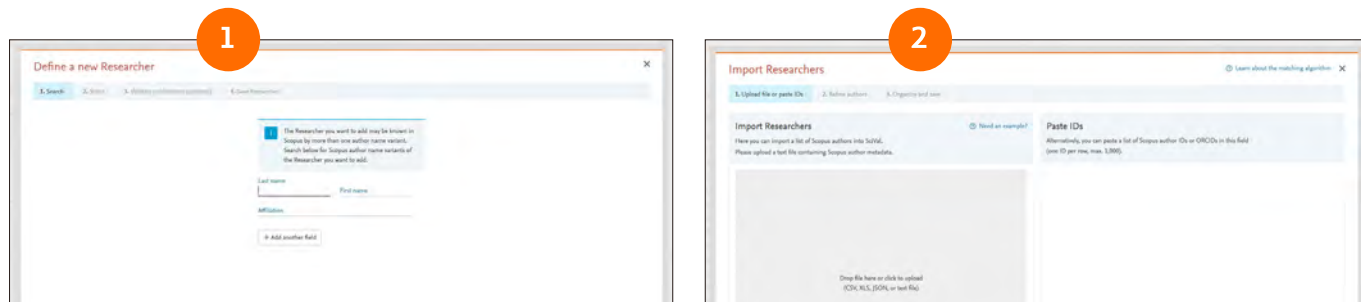 1
Define a new Researcher
1. Search 2. Select
The Researcher you want to add may be known in
Scopus by more than one author name variant.
Search below for Scopus author name variants of
the Researcher you want to add.
Last name
First name
Affiliation
+ Add another field
2
Import Researchers
Learn about the matching algorithm
1. Upload file or paste IDs 2. Refine authors 3. Organize and save
Import Researchers
Need an example?
Here you can import a list of Scopus authors into SciVal.
Please upload a text file containing Scopus author metadata.
Drop file here or click to upload
(CSV, XLS, JSON, or text file)
Paste IDs
Alternatively, you can paste a list of Scopus author IDs or ORCIDs in this field
(one ID per row, max. 1,000).